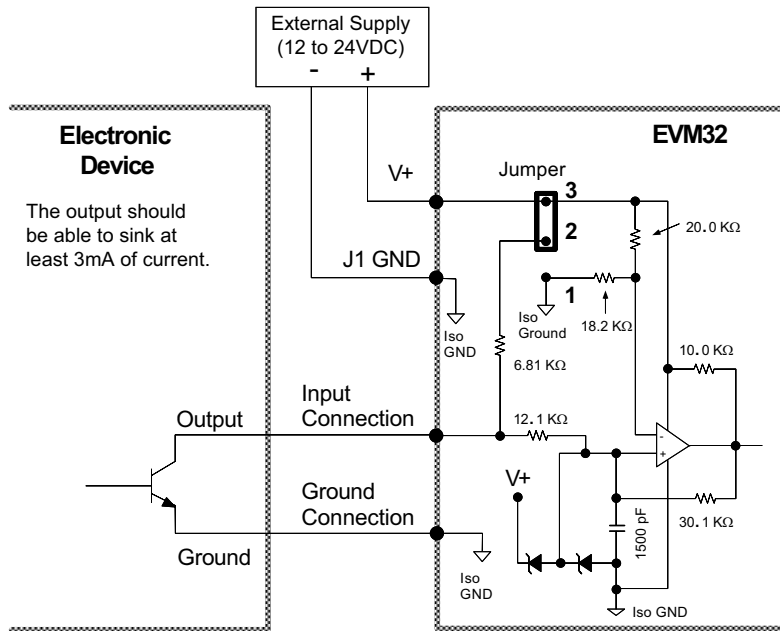 External Supply
(12 to 24VDC)
- +
Electronic
Device
EVM32
The output should
be able to sink at
least 3mA of current.
V+
Jumper
3
2
20.0 KΩ
J1 GND
1
Iso
GND
Iso
Ground
18.2 KΩ
6.81 KΩ
10.0 KΩ
Input
Connection
Output
12.1 KΩ
-
+
V+
Ground
Connection
1500 pF
30.1 KΩ
Ground
Iso
GND
Iso GND